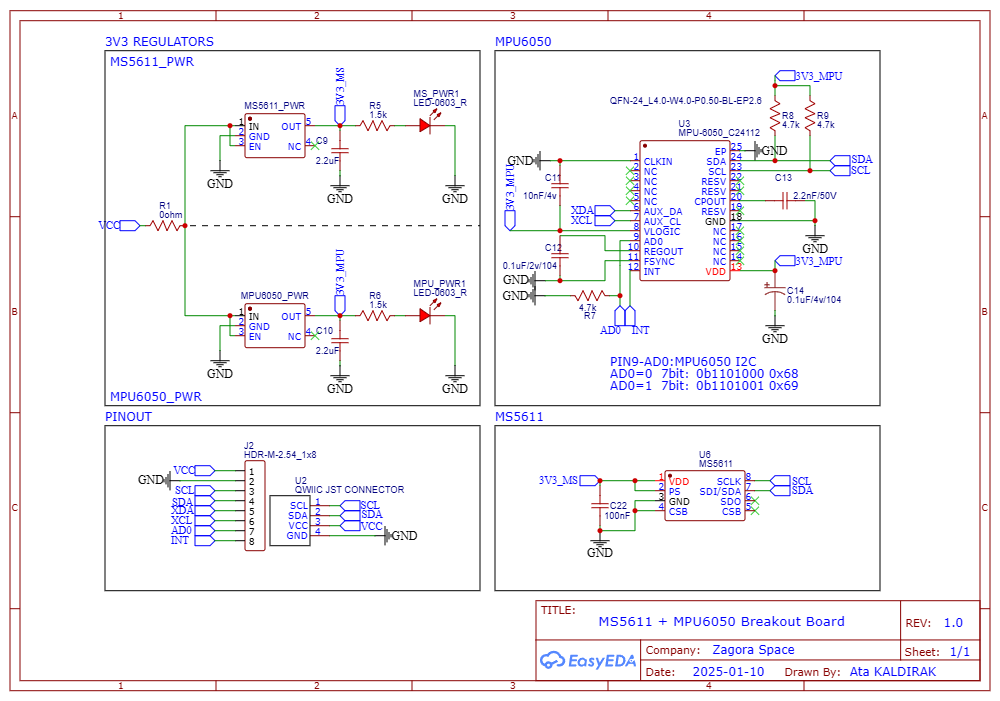 1 2 3 4
A
B
C
3V3 REGULATORS
MS5611_PWR
MS5611_PWR
1 IN
2 GND
3 EN
OUT 5
NC 4
3V3_MS
R5
1.5k
MS_PWR1
LED-0603_R
C9
2.2uF
GND
GND
GND
VCC
R1
0ohm
MPU6050_PWR
1 IN
2 GND
3 EN
OUT 5
NC 4
3V3_MPU
R6
1.5k
MPU_PWR1
LED-0603_R
C10
2.2uF
GND
GND
GND
MPU6050_PWR
MPU6050
QFN-24_L4.0-W4.0-P0.50-BL-EP2.6
U3
MPU-6050_C24112
1 CLKIN
2 NC
3 NC
4 NC
5 NC
6 AUX_DA
7 AUX_CL
8 VLOGIC
9 AD0
10 REGOUT
11 FSYNC
12 INT
EP 25
SDA 24
SCL 23
RESV 22
RESV 21
CPOUT 20
RESV 19
GND 18
NC 17
NC 16
NC 15
NC 14
VDD 13
3V3_MPU
R8
4.7k
R9
4.7k
GND
SDA
SCL
C13
2.2nF/50V
GND
3V3_MPU
C14
0.1uF/4v/104
GND
GND
C11
10nF/4v
3V3_MPU
XDA
XCL
C12
0.1uF/2v/104
GND
GND
4.7k
R7
AD0 INT
PIN9-AD0:MPU6050 I2C
AD0=0 7bit: 0b1101000 0x68
AD0=1 7bit: 0b1101001 0x69
PINOUT
J2
HDR-M-2.54_1x8
VCC 1
GND 2
SCL 3
SDA 4
XDA 5
XCL 6
AD0 7
INT 8
U2
QWIIC JST CONNECTOR
SCL 1 SCL
SDA 2 SDA
VCC 3 VCC
GND 4 GND
MS5611
U6
MS5611
3V3_MS
1 VDD
2 PS
3 GND
4 CSB
SCLK 8 SCL
SDI/SDA 7 SDA
SDO 6
CSB 5
C22
100nF
GND
TITLE:
MS5611 + MPU6050 Breakout Board
REV: 1.0
EasyEDA
Company: Zagora Space
Sheet: 1/1
Date: 2025-01-10 Drawn By: Ata KALDIRAK
A
B
C
1 2 3 4